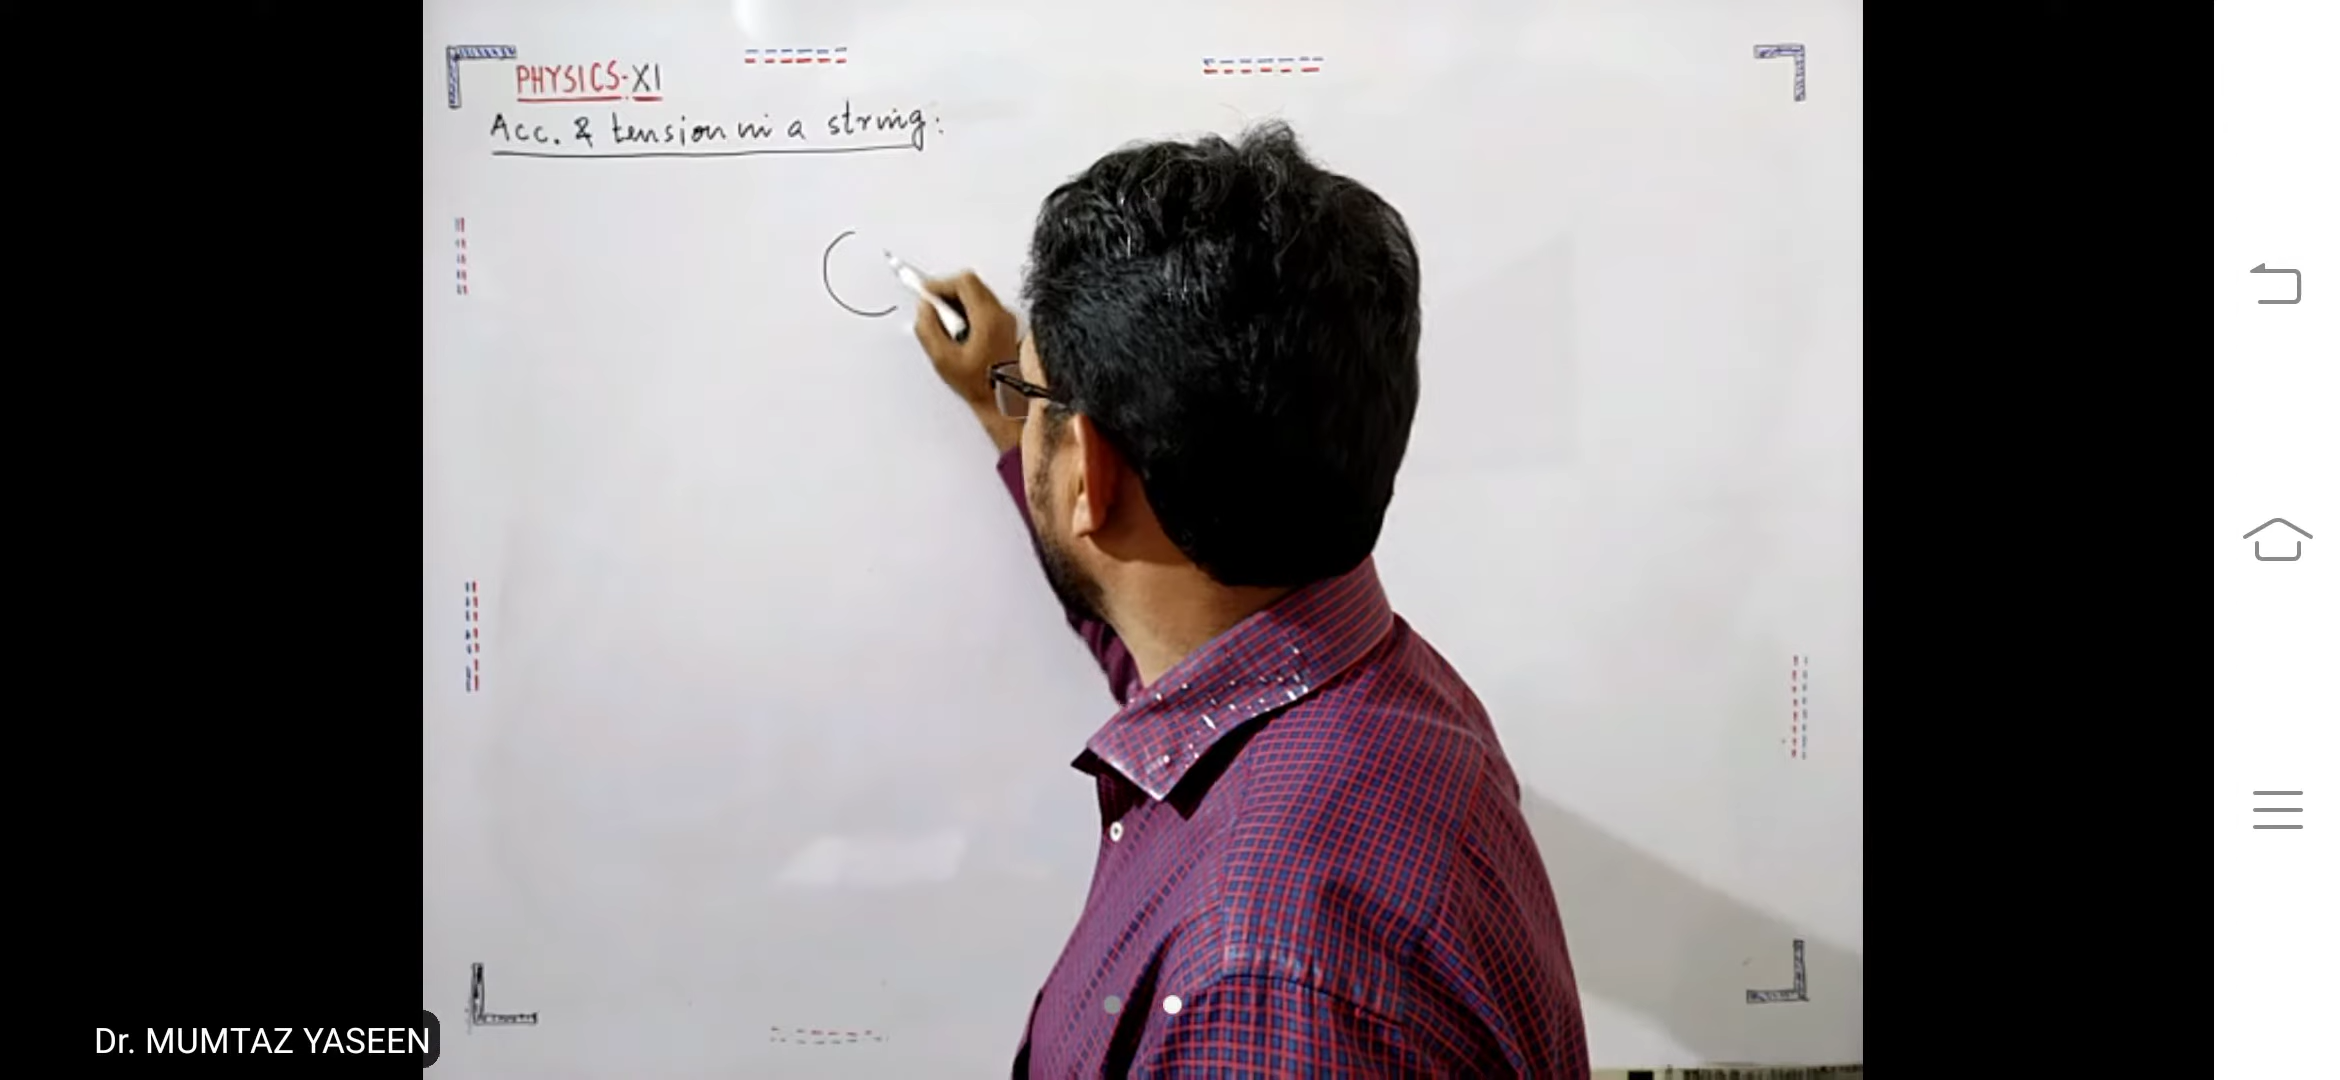 PHYSICS-XI
Acc. & tension in a string:
Dr. MUMTAZ YASEEN